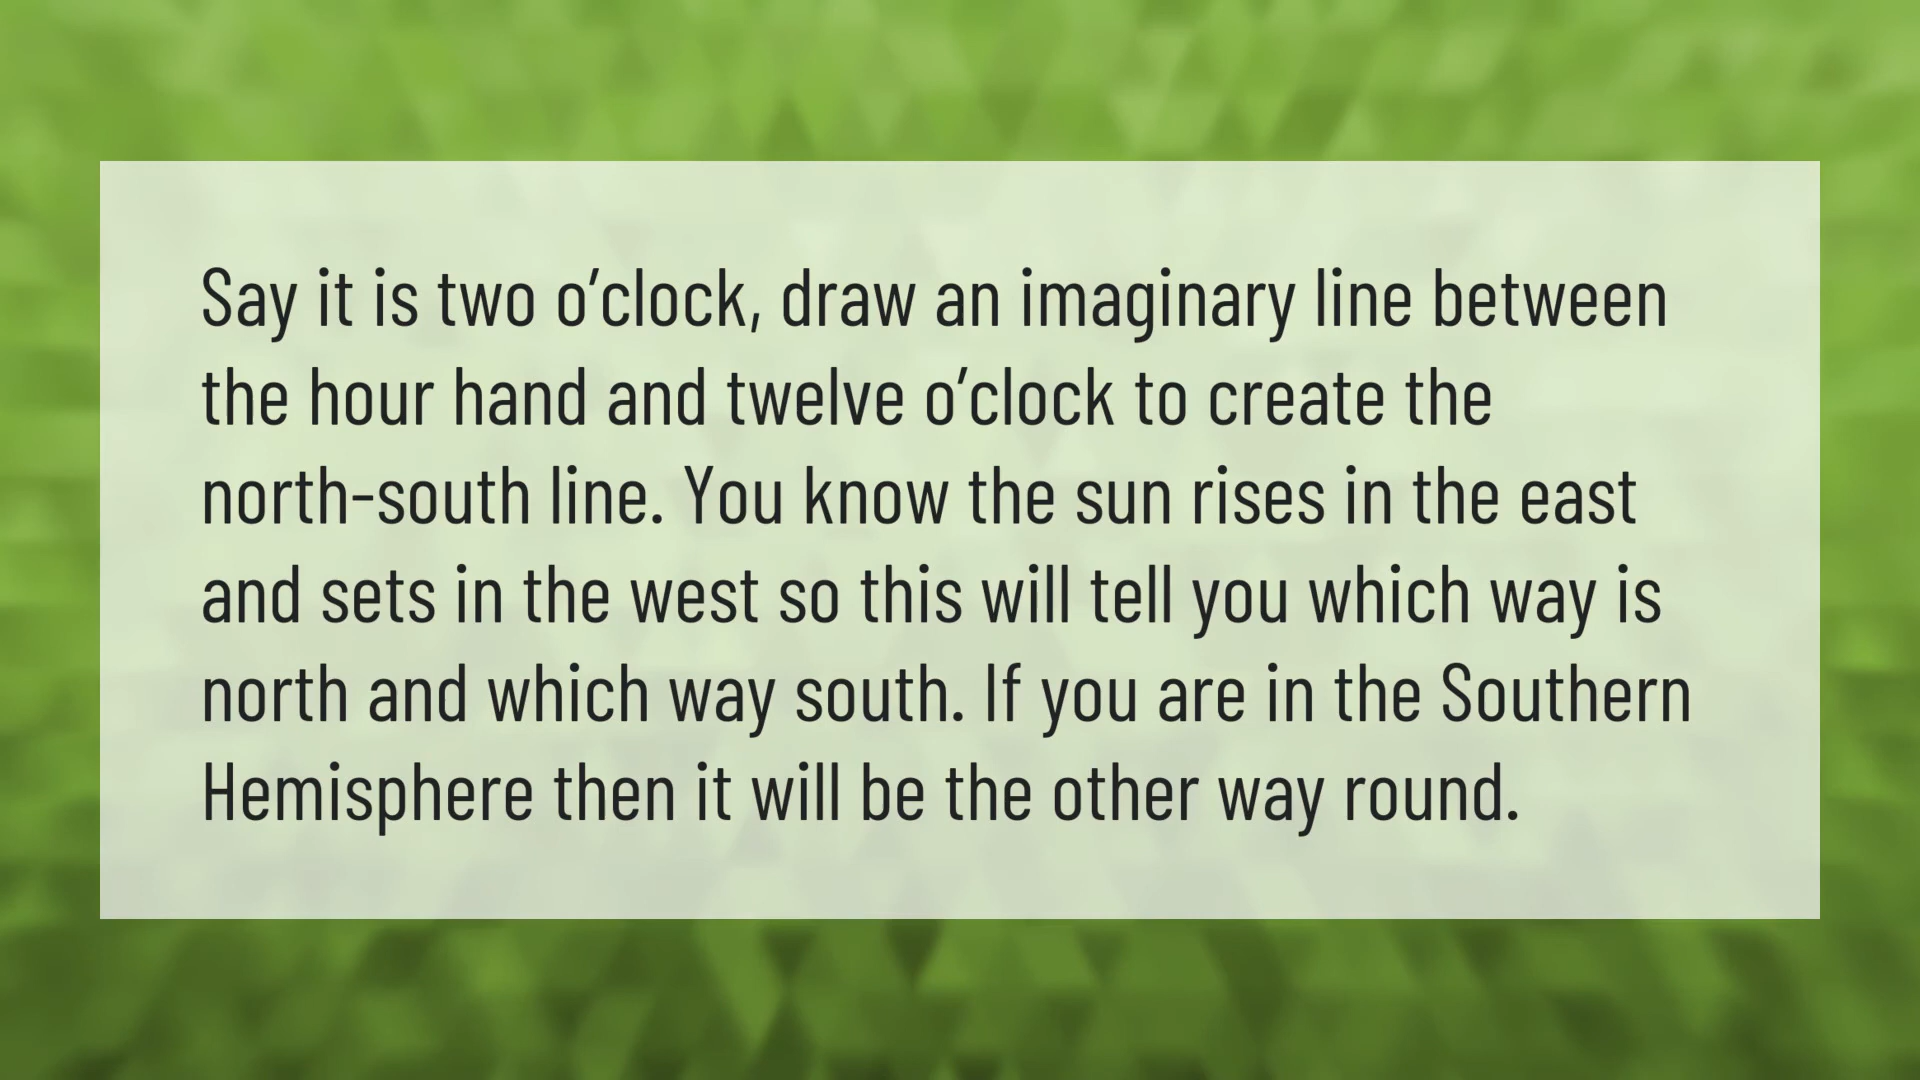 Say it is two o’clock, draw an imaginary line between
the hour hand and twelve o’clock to create the
north-south line. You know the sun rises in the east
and sets in the west so this will tell you which way is
north and which way south. If you are in the Southern
Hemisphere then it will be the other way round.